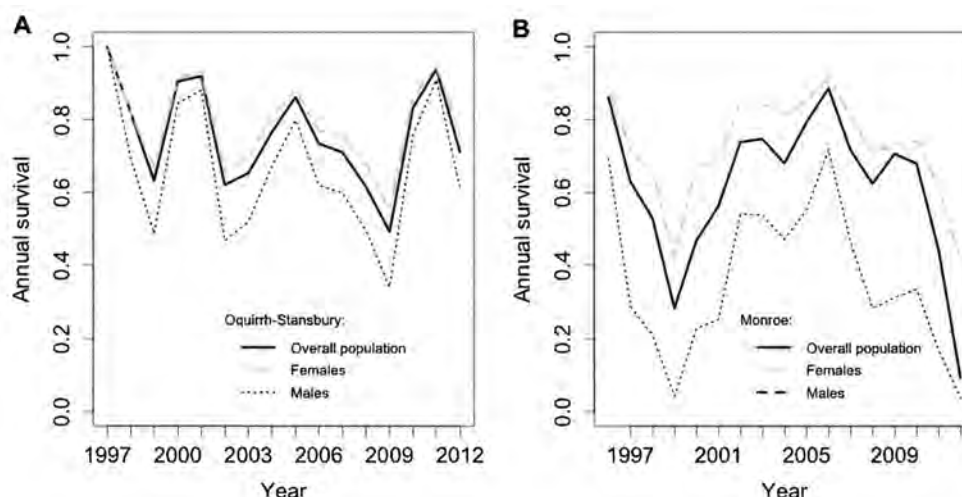 A
B
Annual survival
1.0
0.8
0.6
0.4
0.2
0.0
Oquirrh-Stansbury:
Overall population
Females
Males
1997 2000 2003 2006 2009 2012
Year
Annual survival
1.0
0.8
0.6
0.4
0.2
0.0
Monroe:
Overall population
Females
Males
1997 2001 2005 2009
Year